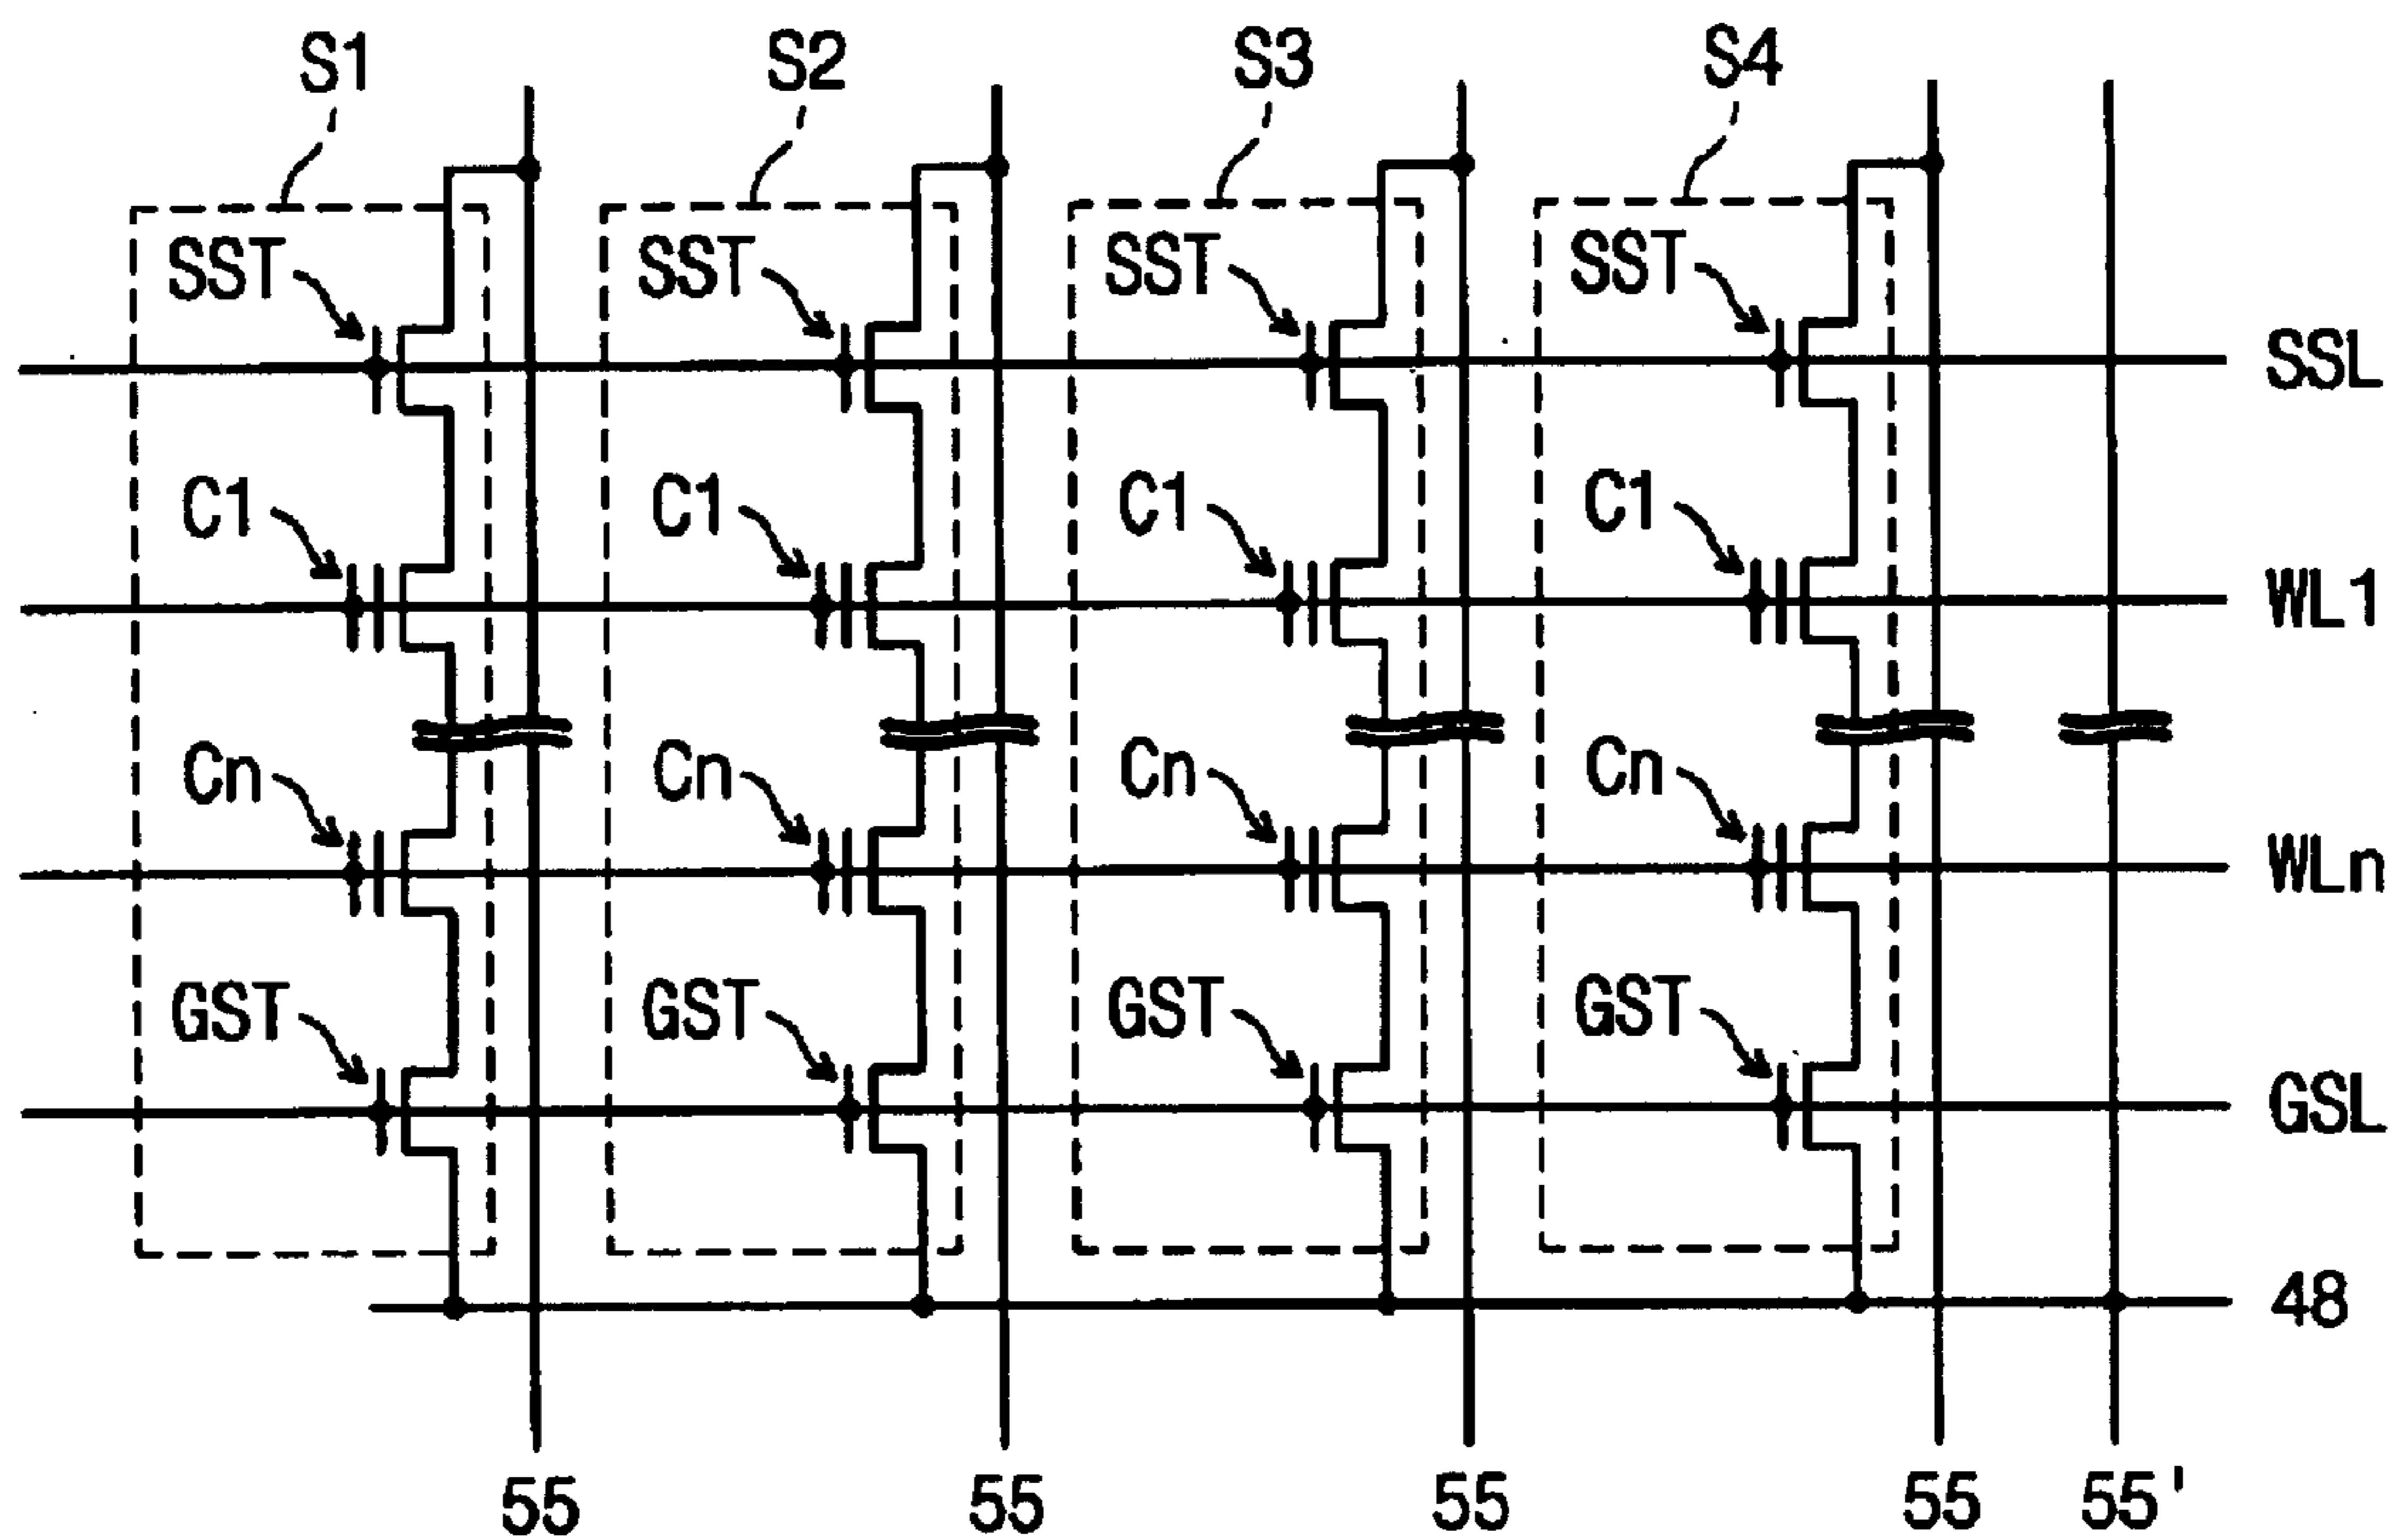 S1 S2 S3 S4
SST SST SST SST
SSL
C1 C1 C1 C1
WL1
Cn Cn Cn Cn
WLn
GST GST GST GST
GSL
48
55 55 55 55 55'